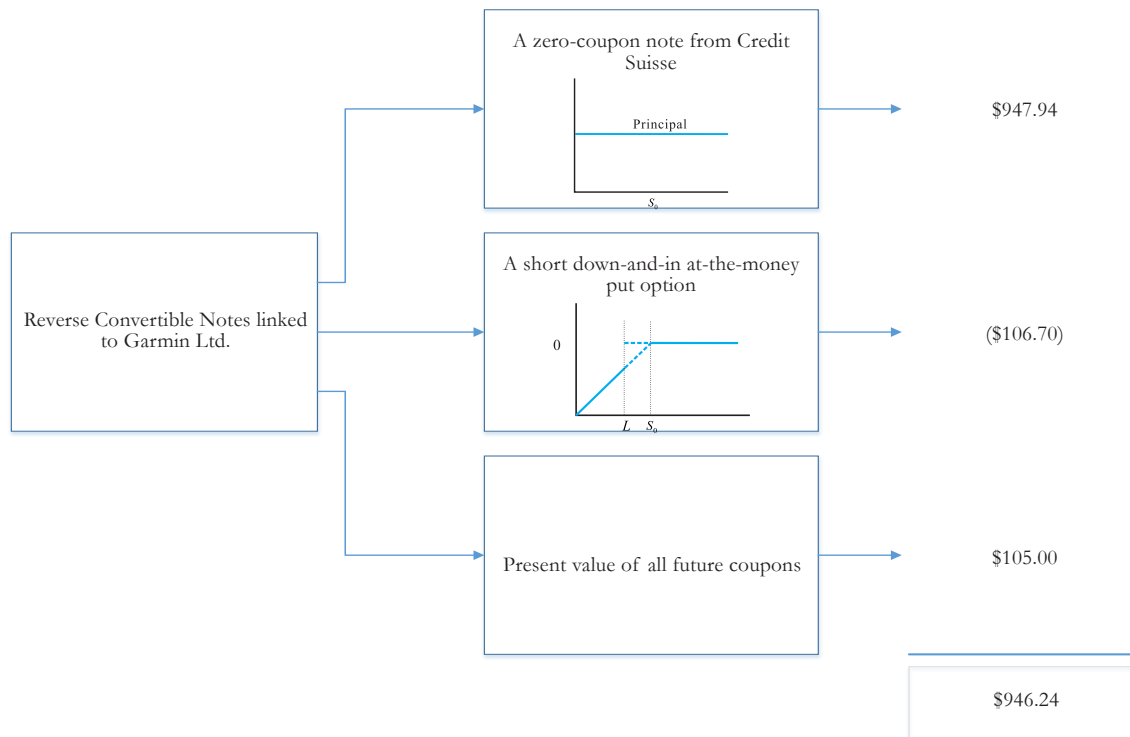 A zero-coupon note from Credit
Suisse
Principal
S₀
$947.94
Reverse Convertible Notes linked
to Garmin Ltd.
A short down-and-in at-the-money
put option
0
L S₀
($106.70)
Present value of all future coupons
$105.00
$946.24